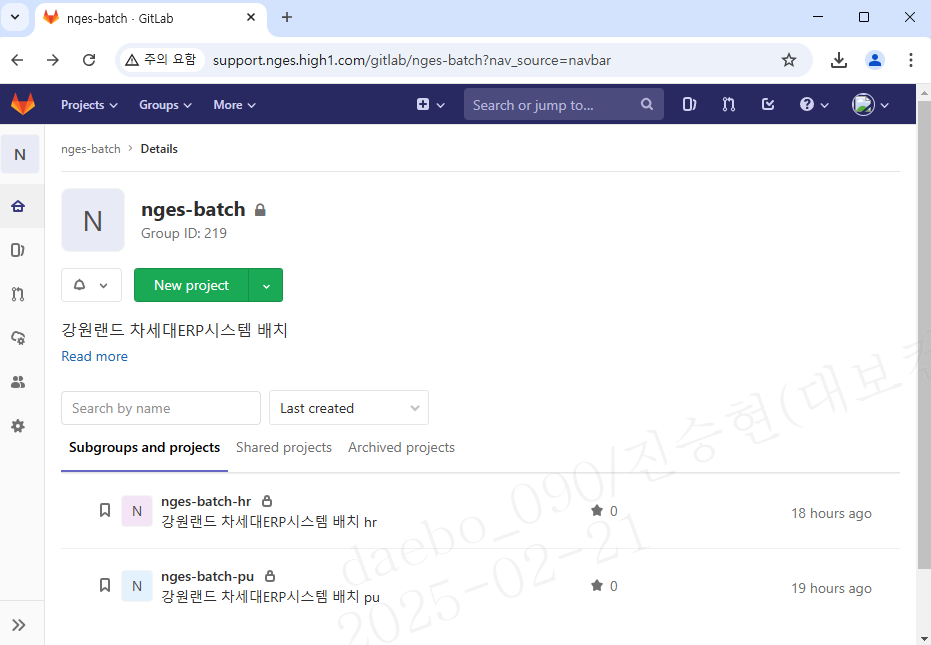 nges-batch · GitLab
주의 요함
support.nges.high1.com/gitlab/nges-batch?nav_source=navbar
Projects Groups More Search or jump to...
N
nges-batch > Details
N
nges-batch
Group ID: 219
New project
강원랜드 차세대ERP시스템 배치
Read more
Search by name Last created
Subgroups and projects Shared projects Archived projects
N nges-batch-hr 0 18 hours ago
강원랜드 차세대ERP시스템 배치 hr
N nges-batch-pu 0 19 hours ago
강원랜드 차세대ERP시스템 배치 pu
daebo_090/진승현(대보
2025-02-21